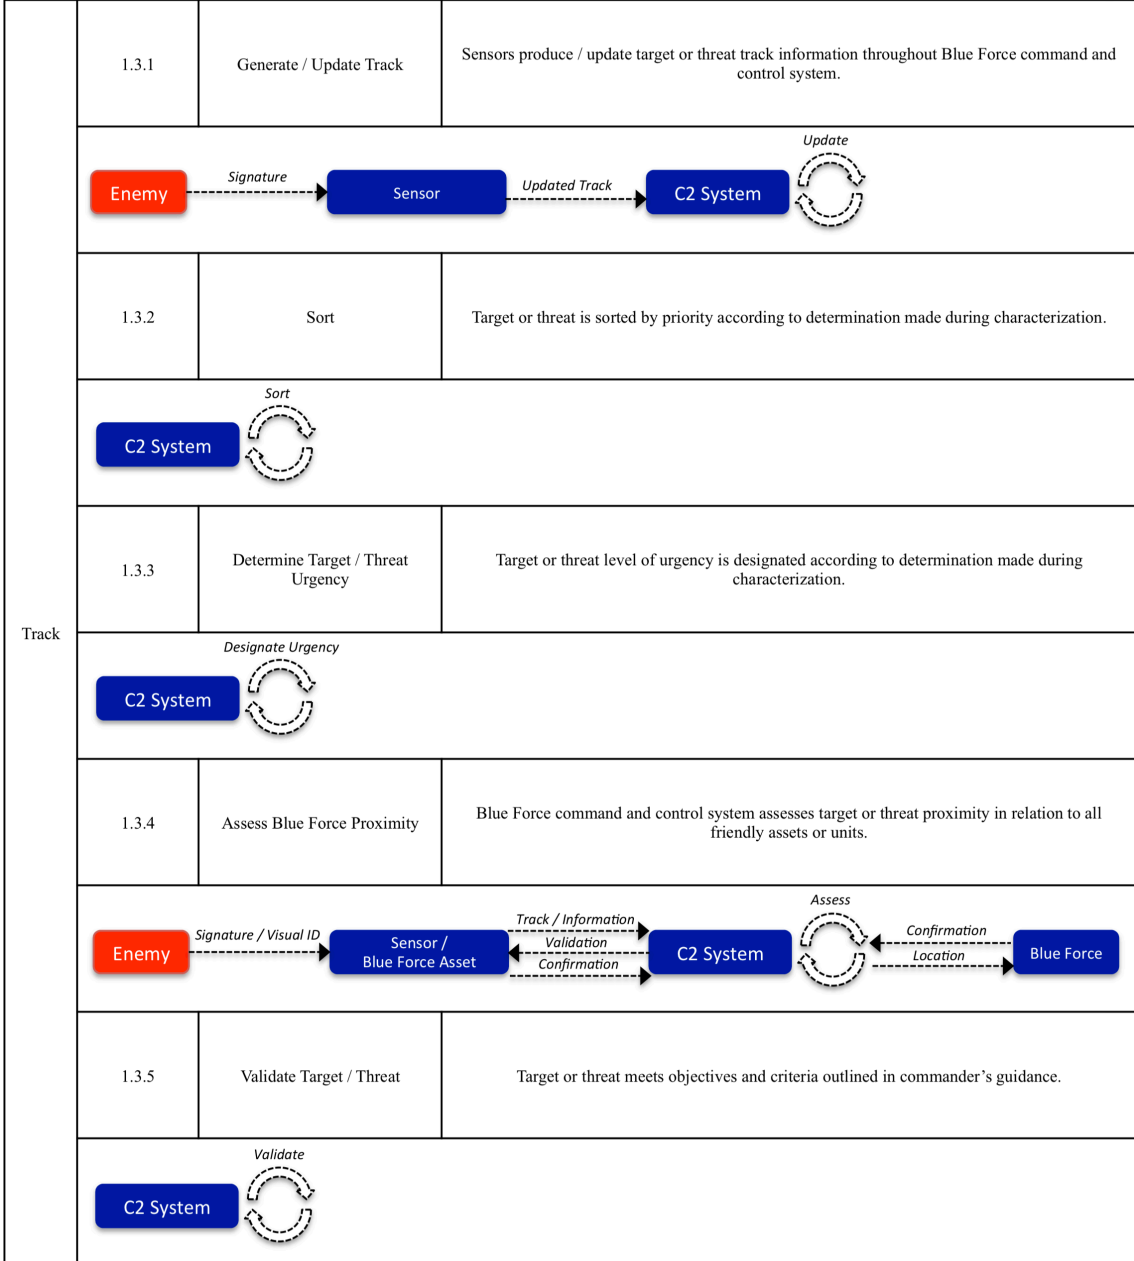 1.3.1
Generate / Update Track
Sensors produce / update target or threat track information throughout Blue Force command and
control system.
Update
Enemy
Signature
Sensor
Updated Track
C2 System
1.3.2
Sort
Target or threat is sorted by priority according to determination made during characterization.
Sort
C2 System
1.3.3
Determine Target / Threat
Urgency
Target or threat level of urgency is designated according to determination made during
characterization.
Track
Designate Urgency
C2 System
1.3.4
Assess Blue Force Proximity
Blue Force command and control system assesses target or threat proximity in relation to all
friendly assets or units.
Assess
Enemy
Signature / Visual ID
Sensor /
Blue Force Asset
Track / Information
Validation
Confirmation
C2 System
Confirmation
Location
Blue Force
1.3.5
Validate Target / Threat
Target or threat meets objectives and criteria outlined in commander’s guidance.
Validate
C2 System